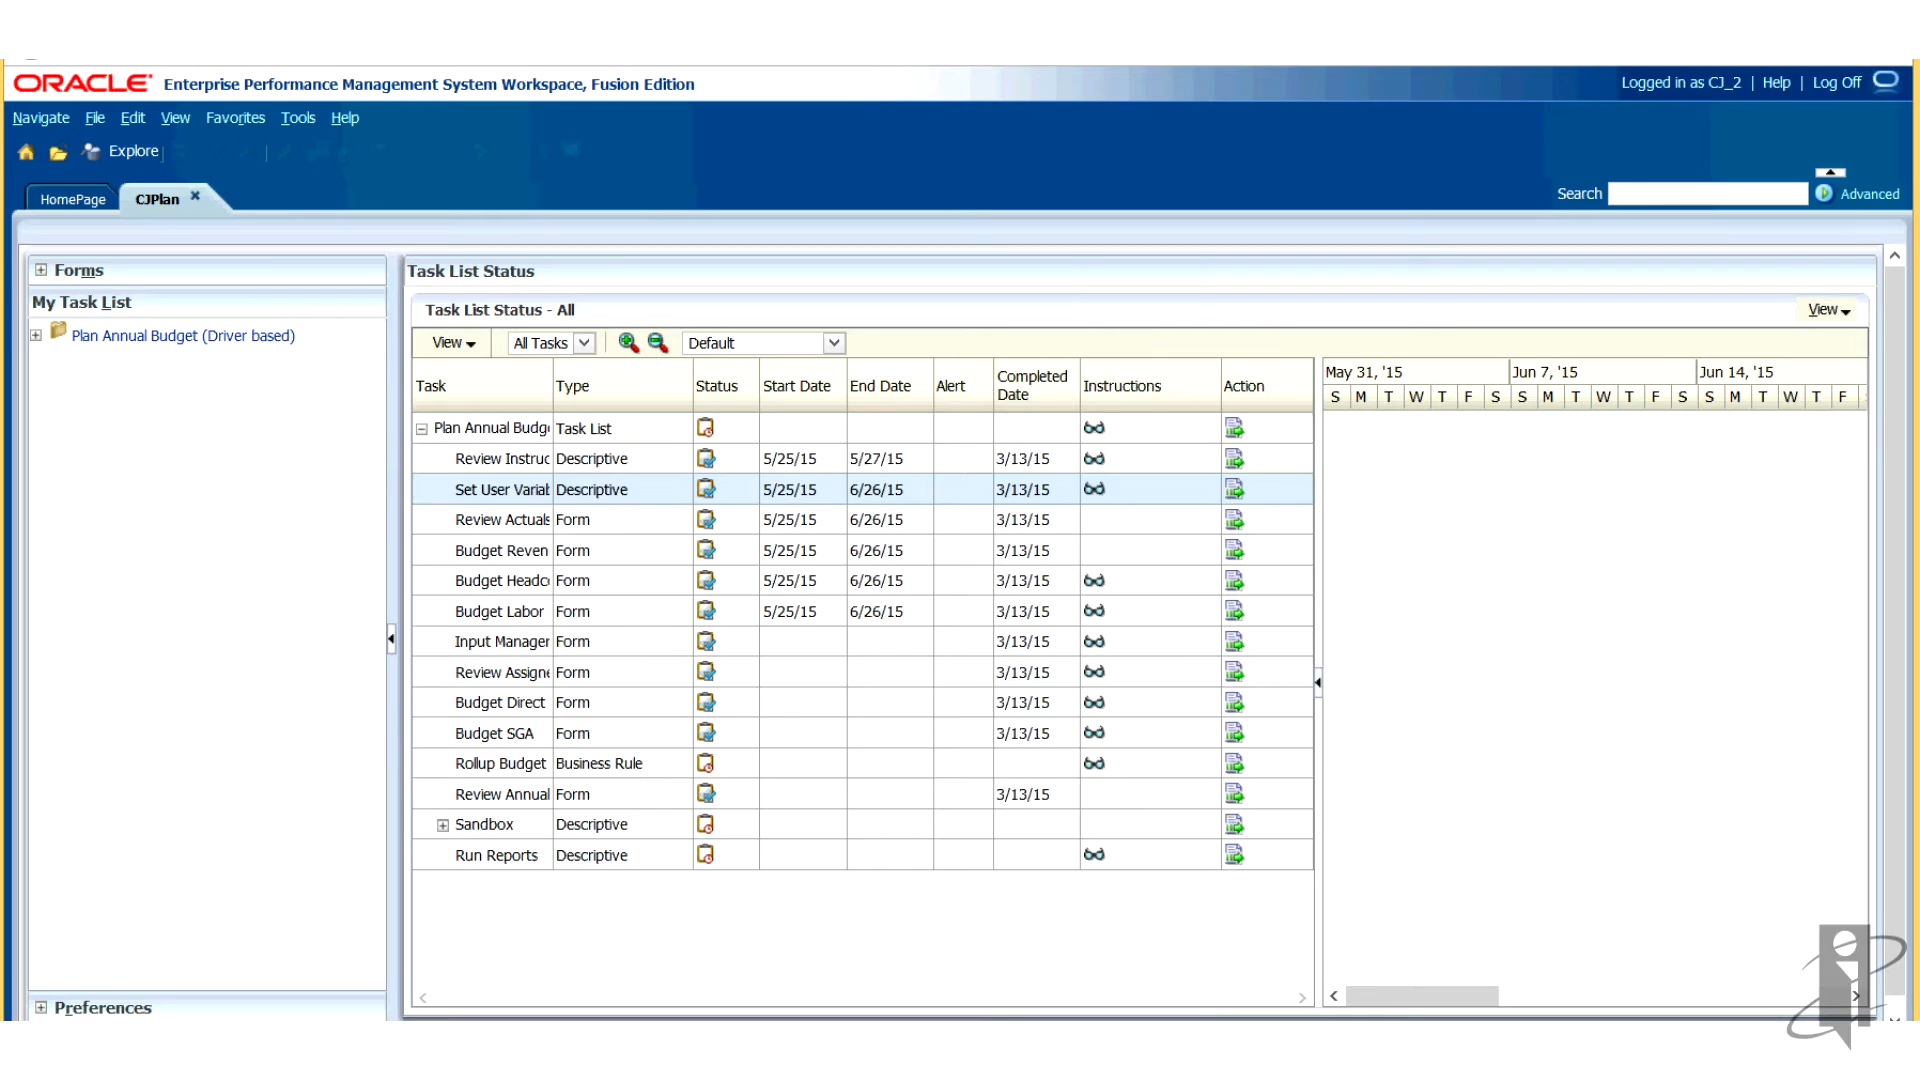 ORACLE Enterprise Performance Management System Workspace, Fusion Edition
Logged in as CJ_2 | Help | Log Off
Navigate File Edit View Favorites Tools Help
Explore
HomePage CJPlan
Search Advanced
Forms
My Task List
Plan Annual Budget (Driver based)
Preferences
Task List Status
Task List Status - All
View
View All Tasks Default
Task Type Status Start Date End Date Alert Completed Date Instructions Action
Plan Annual Budg Task List
Review Instruc Descriptive 5/25/15 5/27/15 3/13/15
Set User Variab Descriptive 5/25/15 6/26/15 3/13/15
Review Actuals Form 5/25/15 6/26/15 3/13/15
Budget Reven Form 5/25/15 6/26/15 3/13/15
Budget Headc Form 5/25/15 6/26/15 3/13/15
Budget Labor Form 5/25/15 6/26/15 3/13/15
Input Manager Form 3/13/15
Review Assigne Form 3/13/15
Budget Direct Form 3/13/15
Budget SGA Form 3/13/15
Rollup Budget Business Rule
Review Annual Form 3/13/15
Sandbox Descriptive
Run Reports Descriptive
May 31, '15 Jun 7, '15 Jun 14, '15
S M T W T F S S M T W T F S S M T W T F